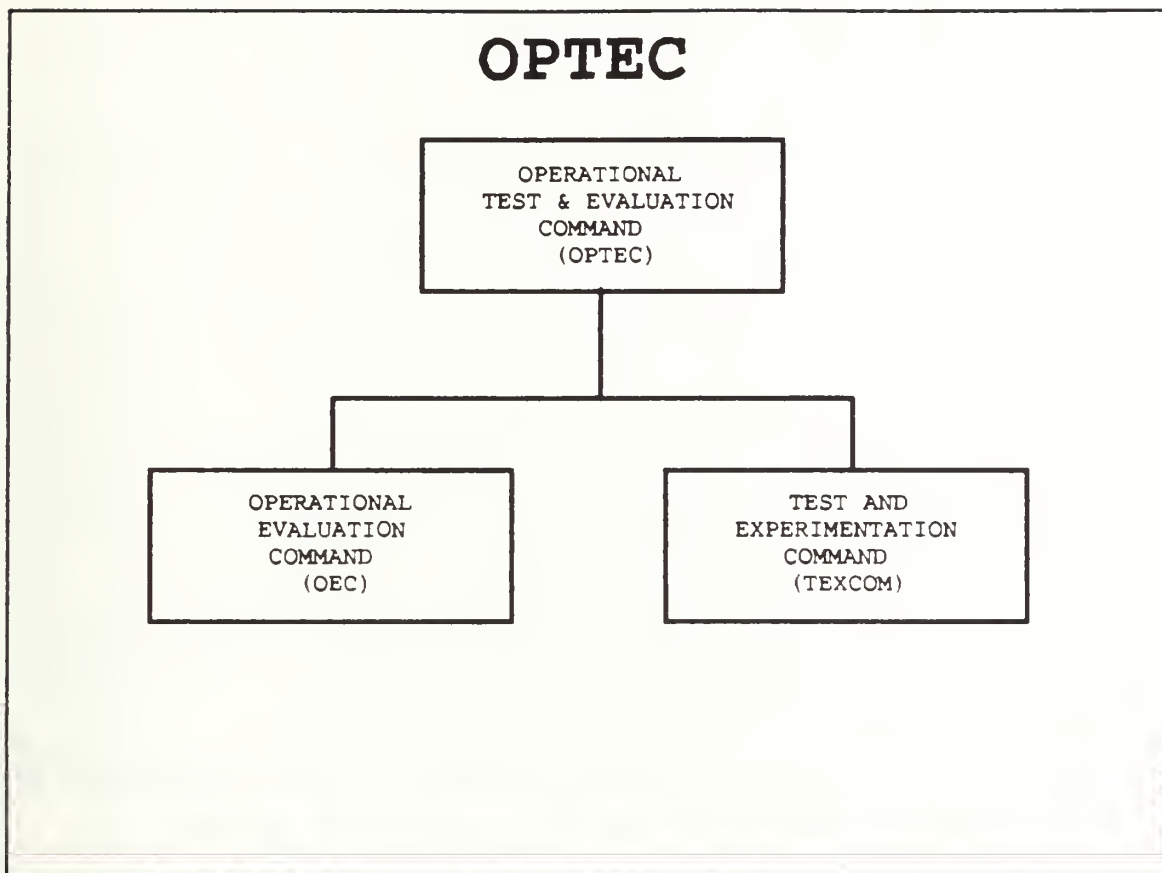 OPTEC
OPERATIONAL
TEST & EVALUATION
COMMAND
(OPTEC)
OPERATIONAL
EVALUATION
COMMAND
(OEC)
TEST AND
EXPERIMENTATION
COMMAND
(TEXCOM)